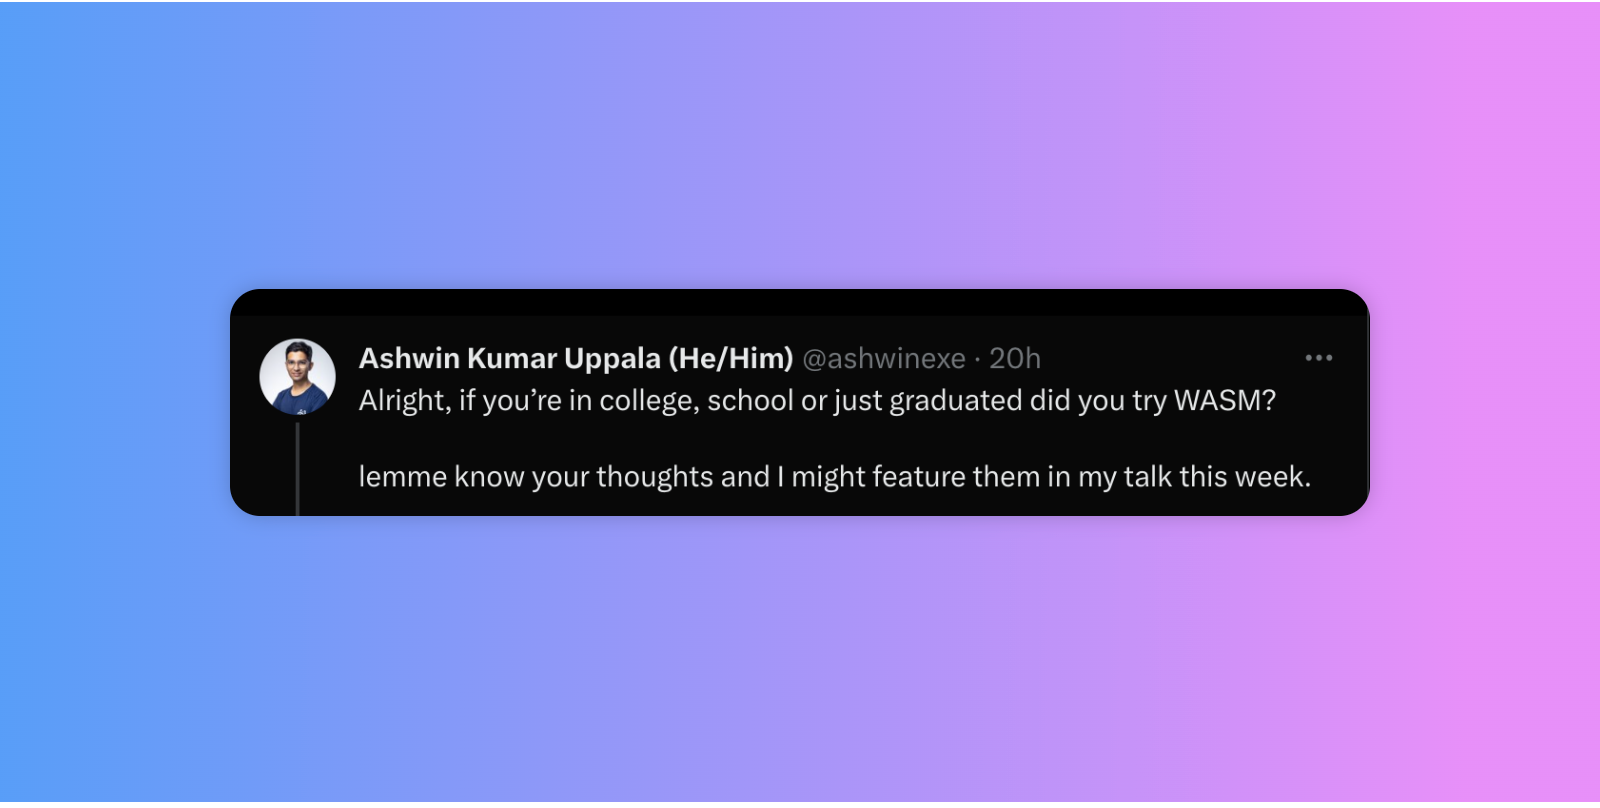 Ashwin Kumar Uppala (He/Him) @ashwinexe · 20h
Alright, if you’re in college, school or just graduated did you try WASM?
lemme know your thoughts and I might feature them in my talk this week.